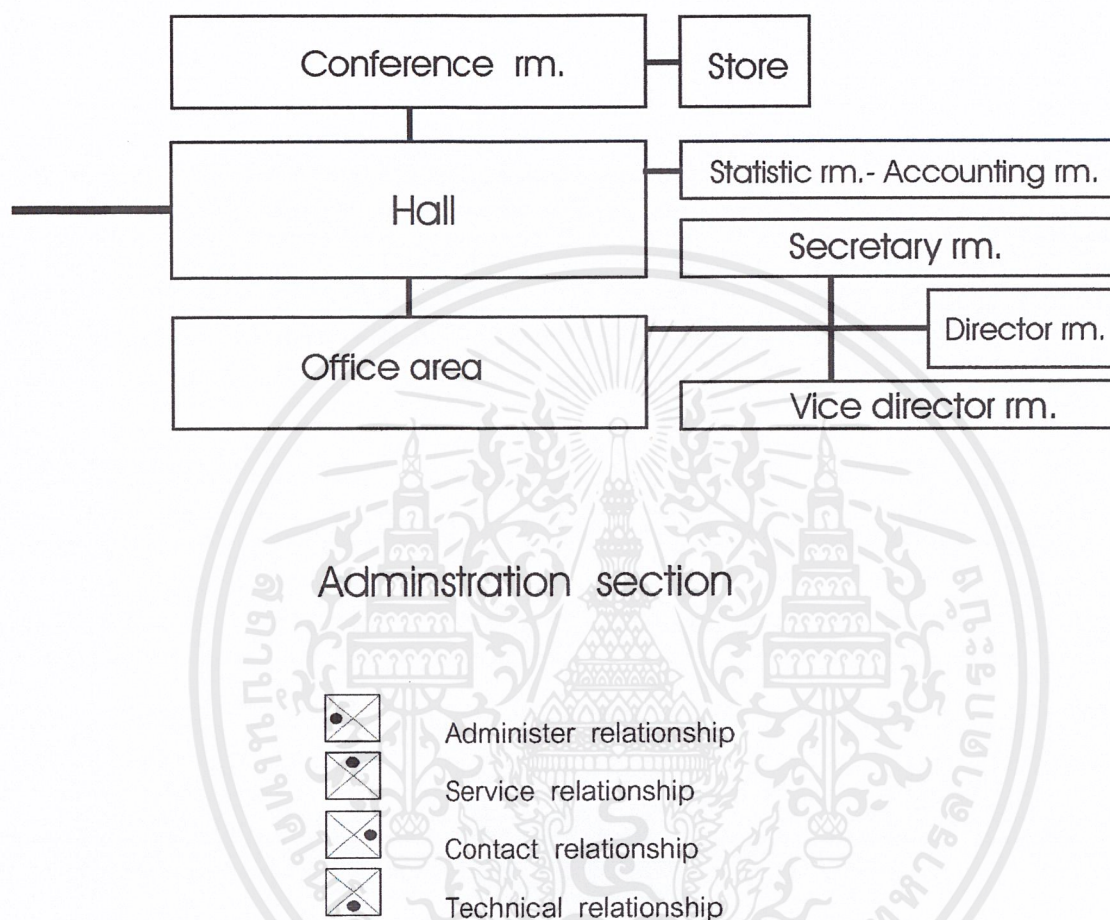 Conference rm.
Store
Hall
Statistic rm.- Accounting rm.
Secretary rm.
Director rm.
Office area
Vice director rm.
Adminstration section
Administer relationship
Service relationship
Contact relationship
Technical relationship